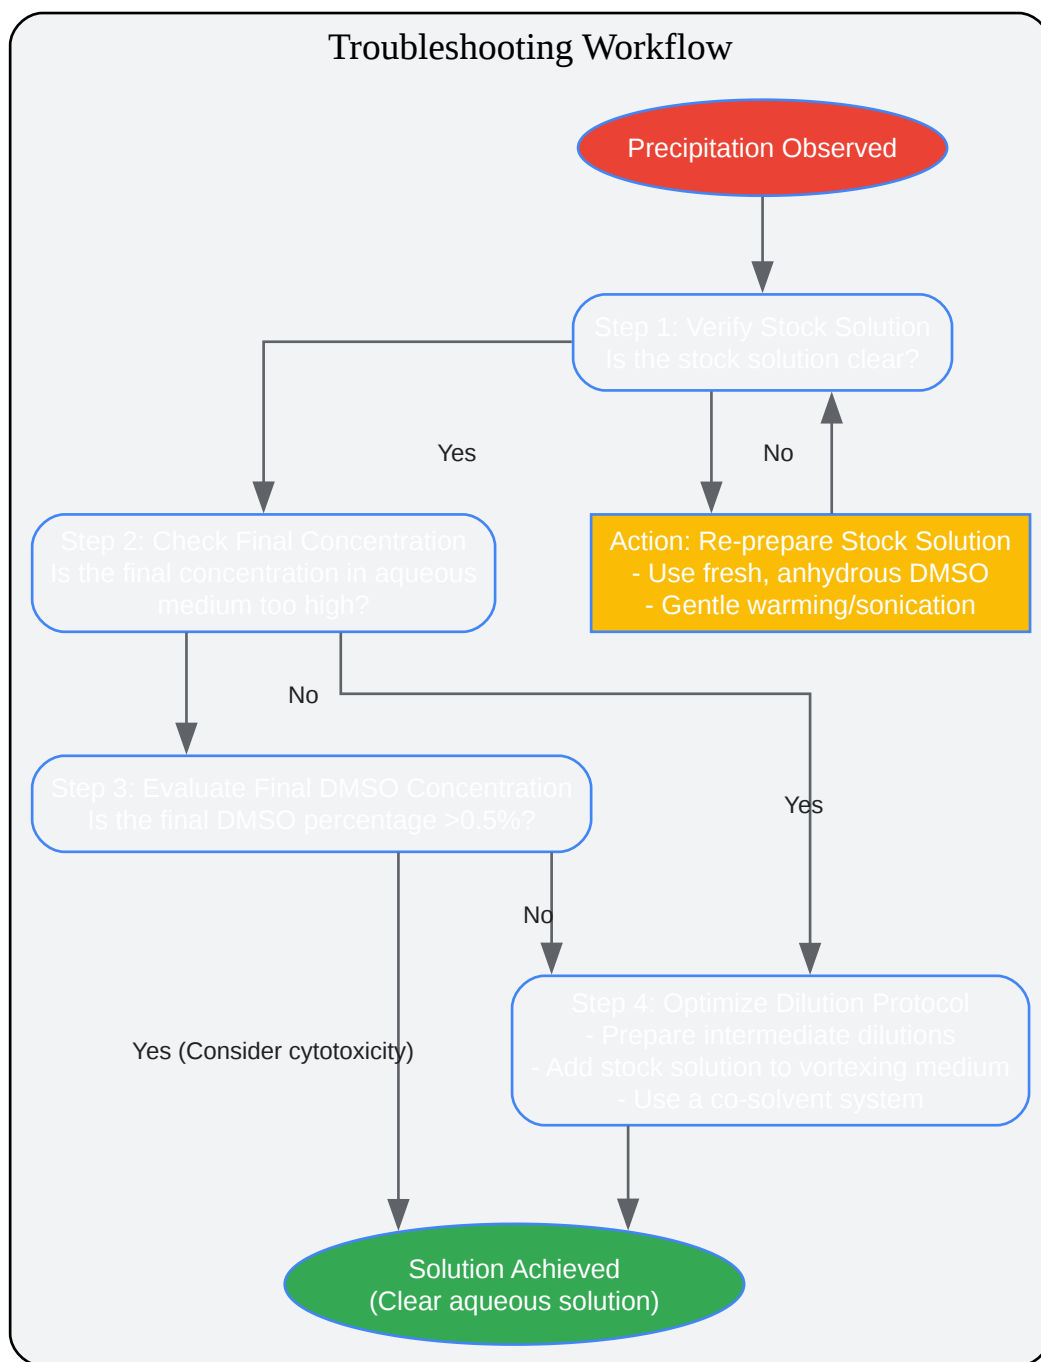 Troubleshooting Workflow
Precipitation Observed
Step 1: Verify Stock Solution
Is the stock solution clear?
Yes
No
Step 2: Check Final Concentration
Is the final concentration in aqueous
medium too high?
Action: Re-prepare Stock Solution
- Use fresh, anhydrous DMSO
- Gentle warming/sonication
No
Step 3: Evaluate Final DMSO Concentration
Is the final DMSO percentage >0.5%?
Yes
No
Step 4: Optimize Dilution Protocol
- Prepare intermediate dilutions
- Add stock solution to vortexing medium
- Use a co-solvent system
Yes (Consider cytotoxicity)
Solution Achieved
(Clear aqueous solution)